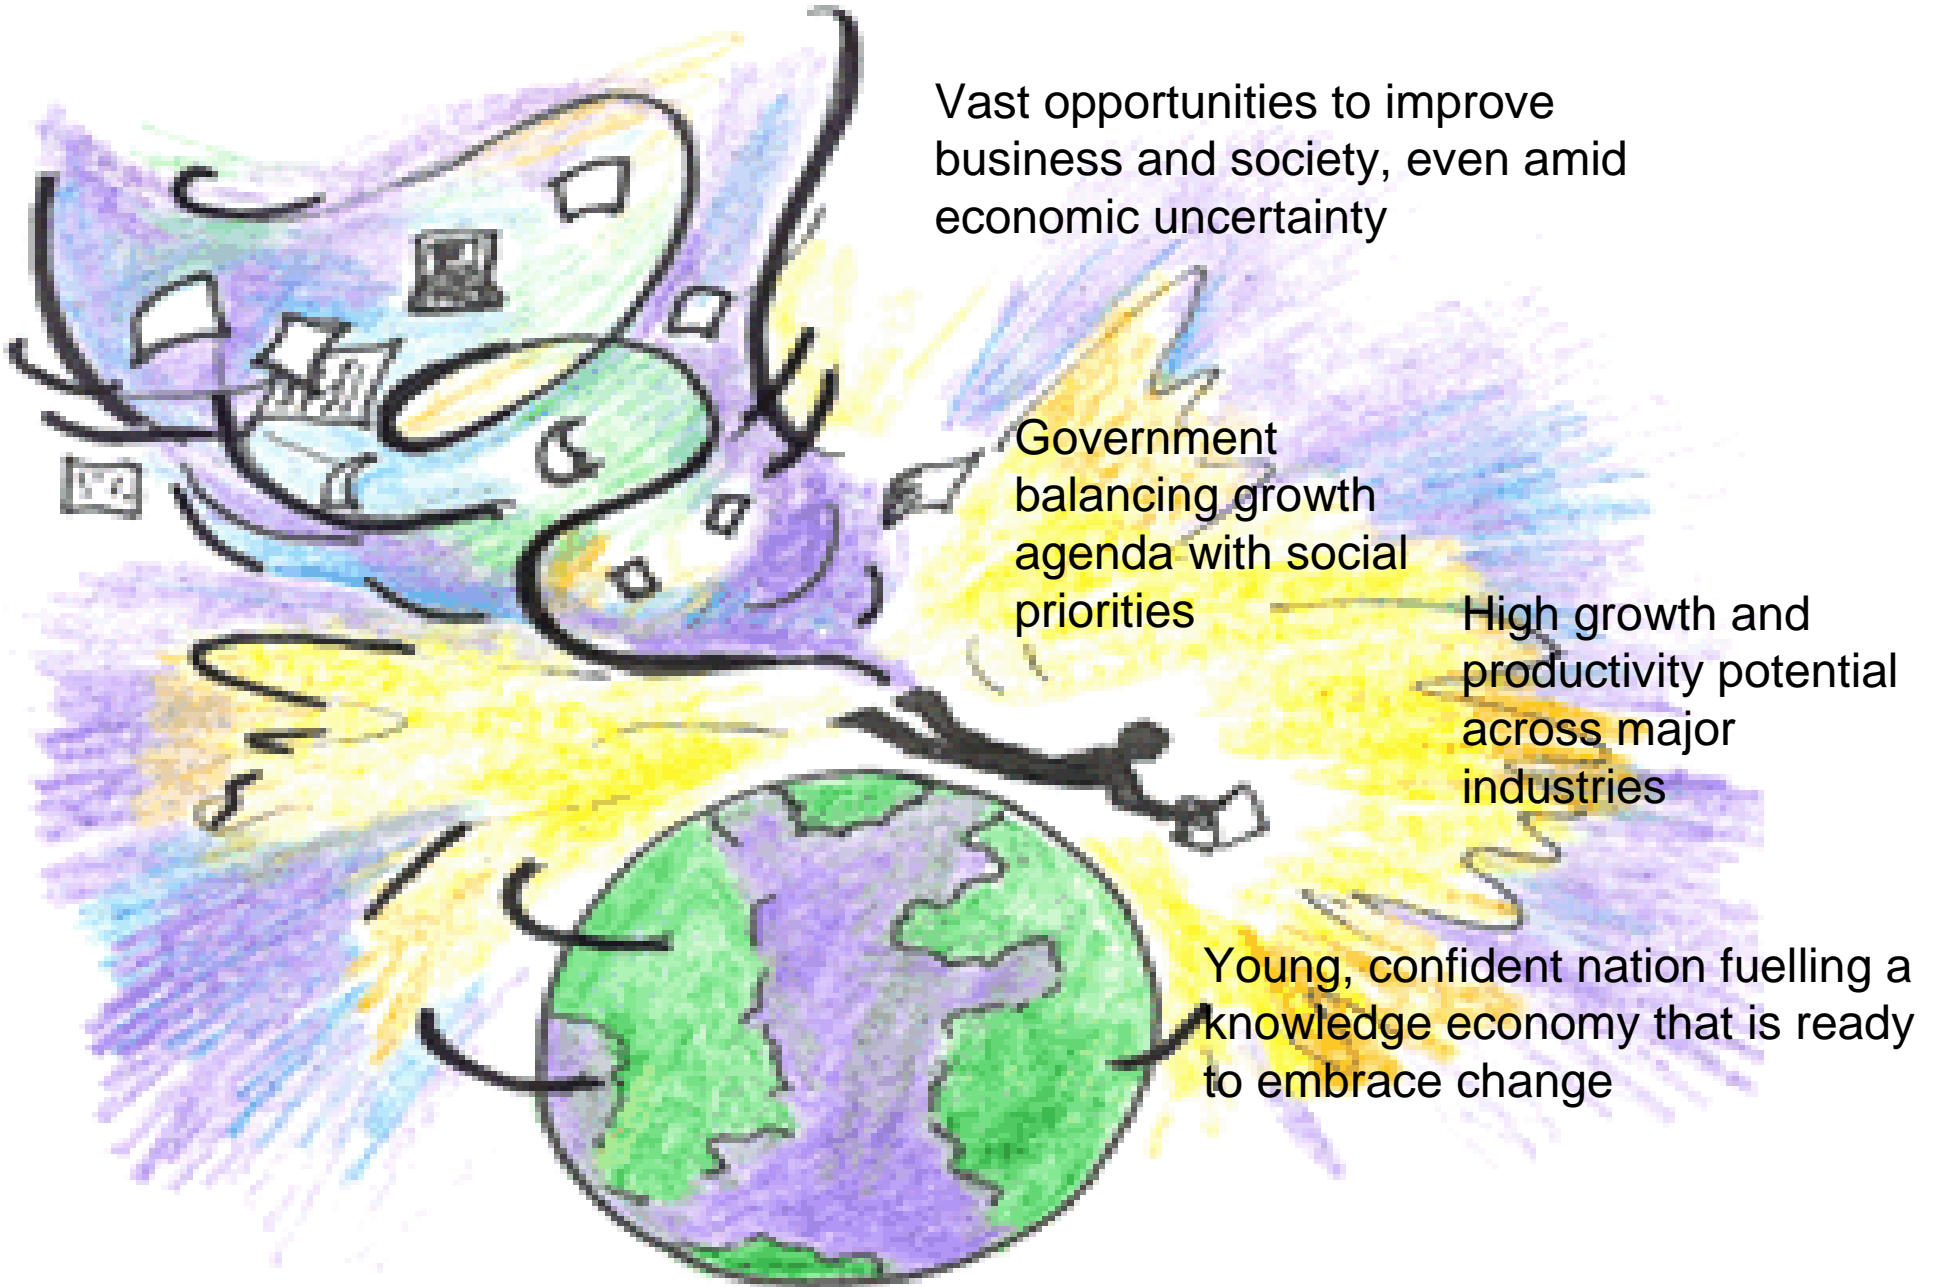 Vast opportunities to improve
business and society, even amid
economic uncertainty
Government
balancing growth
agenda with social
priorities
High growth and
productivity potential
across major
industries
Young, confident nation fuelling a
knowledge economy that is ready
to embrace change